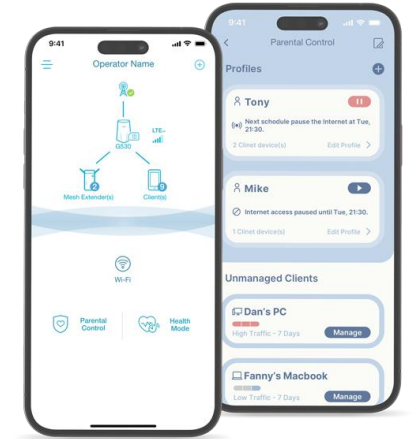 9:41
Operator Name
LTE
G530
2
9
Mesh Extender(s)
Client(s)
Wi-Fi
Parental
Control
Health
Mode
9:41
Parental Control
Profiles
Tony
Next schedule pause the Internet at Tue,
21:30.
2 Clinet device(s)
Edit Profile
Mike
Internet access paused until Tue, 21:30.
1 Clinet device(s)
Edit Profile
Unmanaged Clients
Dan's PC
High Traffic - 7 Days
Manage
Fanny's Macbook
Low Traffic - 7 Days
Manage